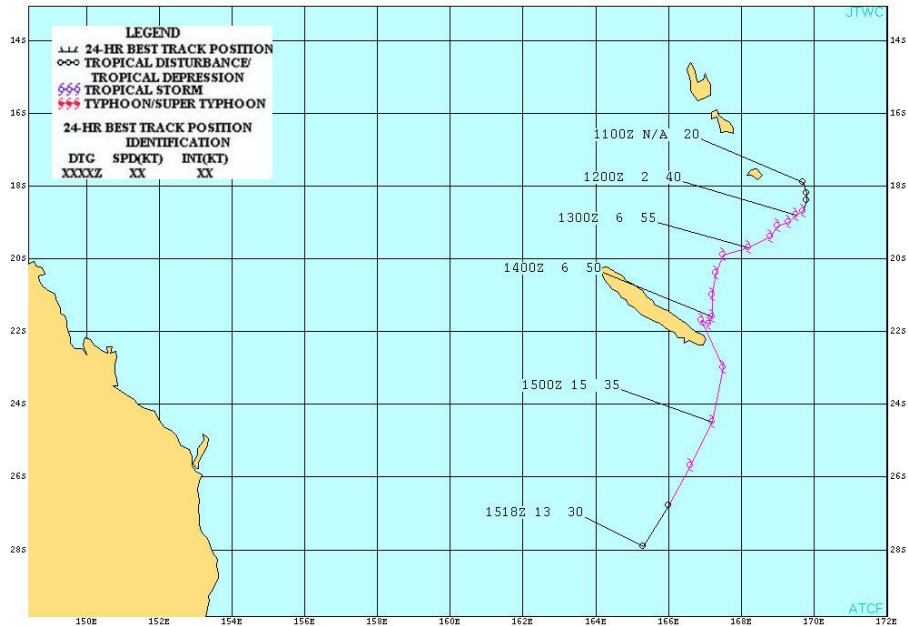 JTWC
LEGEND
24-HR BEST TRACK POSITION
TROPICAL DISTURBANCE/
TROPICAL DEPRESSION
TROPICAL STORM
TYPHOON/SUPER TYPHOON
24-HR BEST TRACK POSITION
IDENTIFICATION
DTG SPD(KT) INT(KT)
XXXXZ XX XX
14S 14S
16S 16S
1100Z N/A 20
1200Z 2 40
18S 18S
1300Z 6 55
20S 20S
1400Z 6 50
22S 22S
1500Z 15 35
24S 24S
26S 26S
1518Z 13 30
28S 28S
ATCF
150E 152E 154E 156E 158E 160E 162E 164E 166E 168E 170E 172E